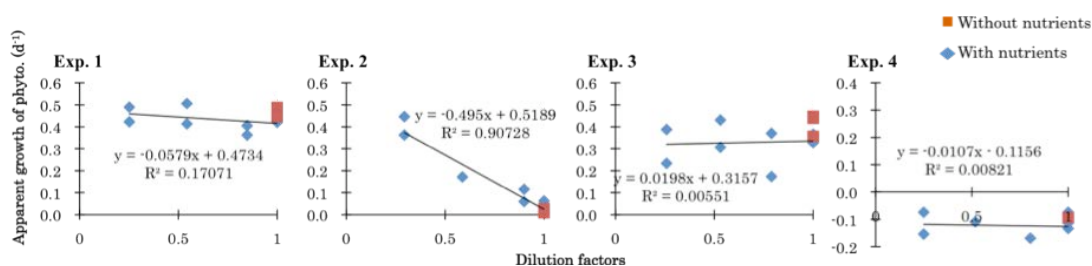 Without nutrients
With nutrients
Apparent growth of phyto. (d⁻¹)
Exp. 1
0.6
0.5
0.4
0.3
0.2
0.1
0.0
y = -0.0579x + 0.4734
R² = 0.17071
0 0.5 1
Exp. 2
0.6
0.5
0.4
0.3
0.2
0.1
0.0
y = -0.495x + 0.5189
R² = 0.90728
0 0.5 1
Exp. 3
0.6
0.5
0.4
0.3
0.2
0.1
0.0
y = 0.0198x + 0.3157
R² = 0.00551
0 0.5 1
Exp. 4
0.4
0.3
0.2
0.1
0.0
-0.1
-0.2
y = -0.0107x - 0.1156
R² = 0.00821
0 0.5 1
Dilution factors